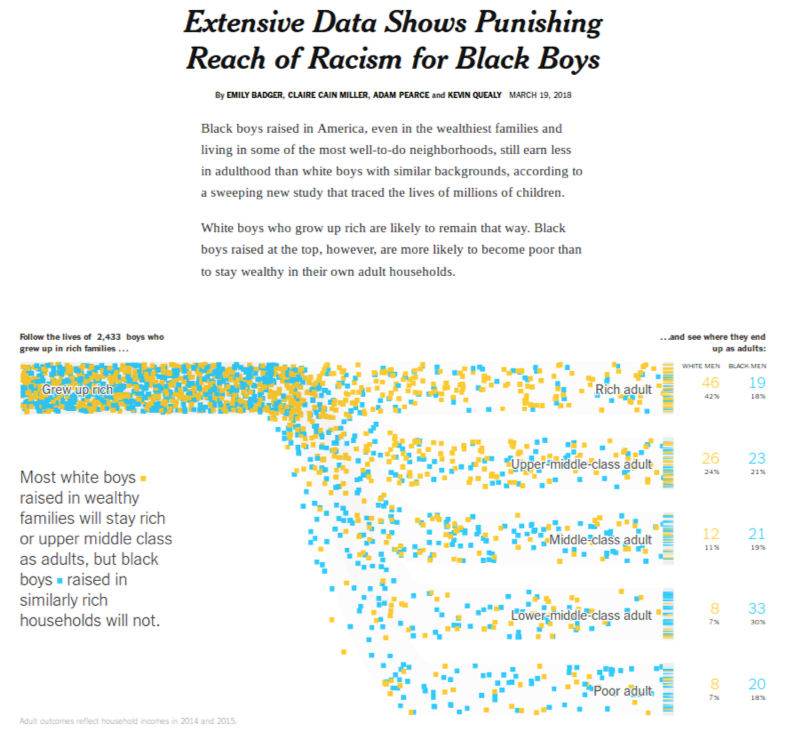 Extensive Data Shows Punishing
Reach of Racism for Black Boys
By EMILY BADGER, CLAIRE CAIN MILLER, ADAM PEARCE and KEVIN QUEALY MARCH 19, 2018
Black boys raised in America, even in the wealthiest families and
living in some of the most well-to-do neighborhoods, still earn less
in adulthood than white boys with similar backgrounds, according to
a sweeping new study that traced the lives of millions of children.
White boys who grow up rich are likely to remain that way. Black
boys raised at the top, however, are more likely to become poor than
to stay wealthy in their own adult households.
Follow the lives of 2,433 boys who
grew up in rich families . . .
. . .and see where they end
up as adults:
WHITE MEN BLACK MEN
Grew up rich
Rich adult
46 19
42% 18%
Upper-middle-class adult
26 23
24% 21%
Most white boys
raised in wealthy
families will stay rich
or upper middle class
as adults, but black
boys raised in
similarly rich
households will not.
Middle-class adult
12 21
11% 19%
Lower-middle-class adult
8 33
7% 30%
Poor adult
8 20
7% 18%
Adult outcomes reflect household incomes in 2014 and 2015.